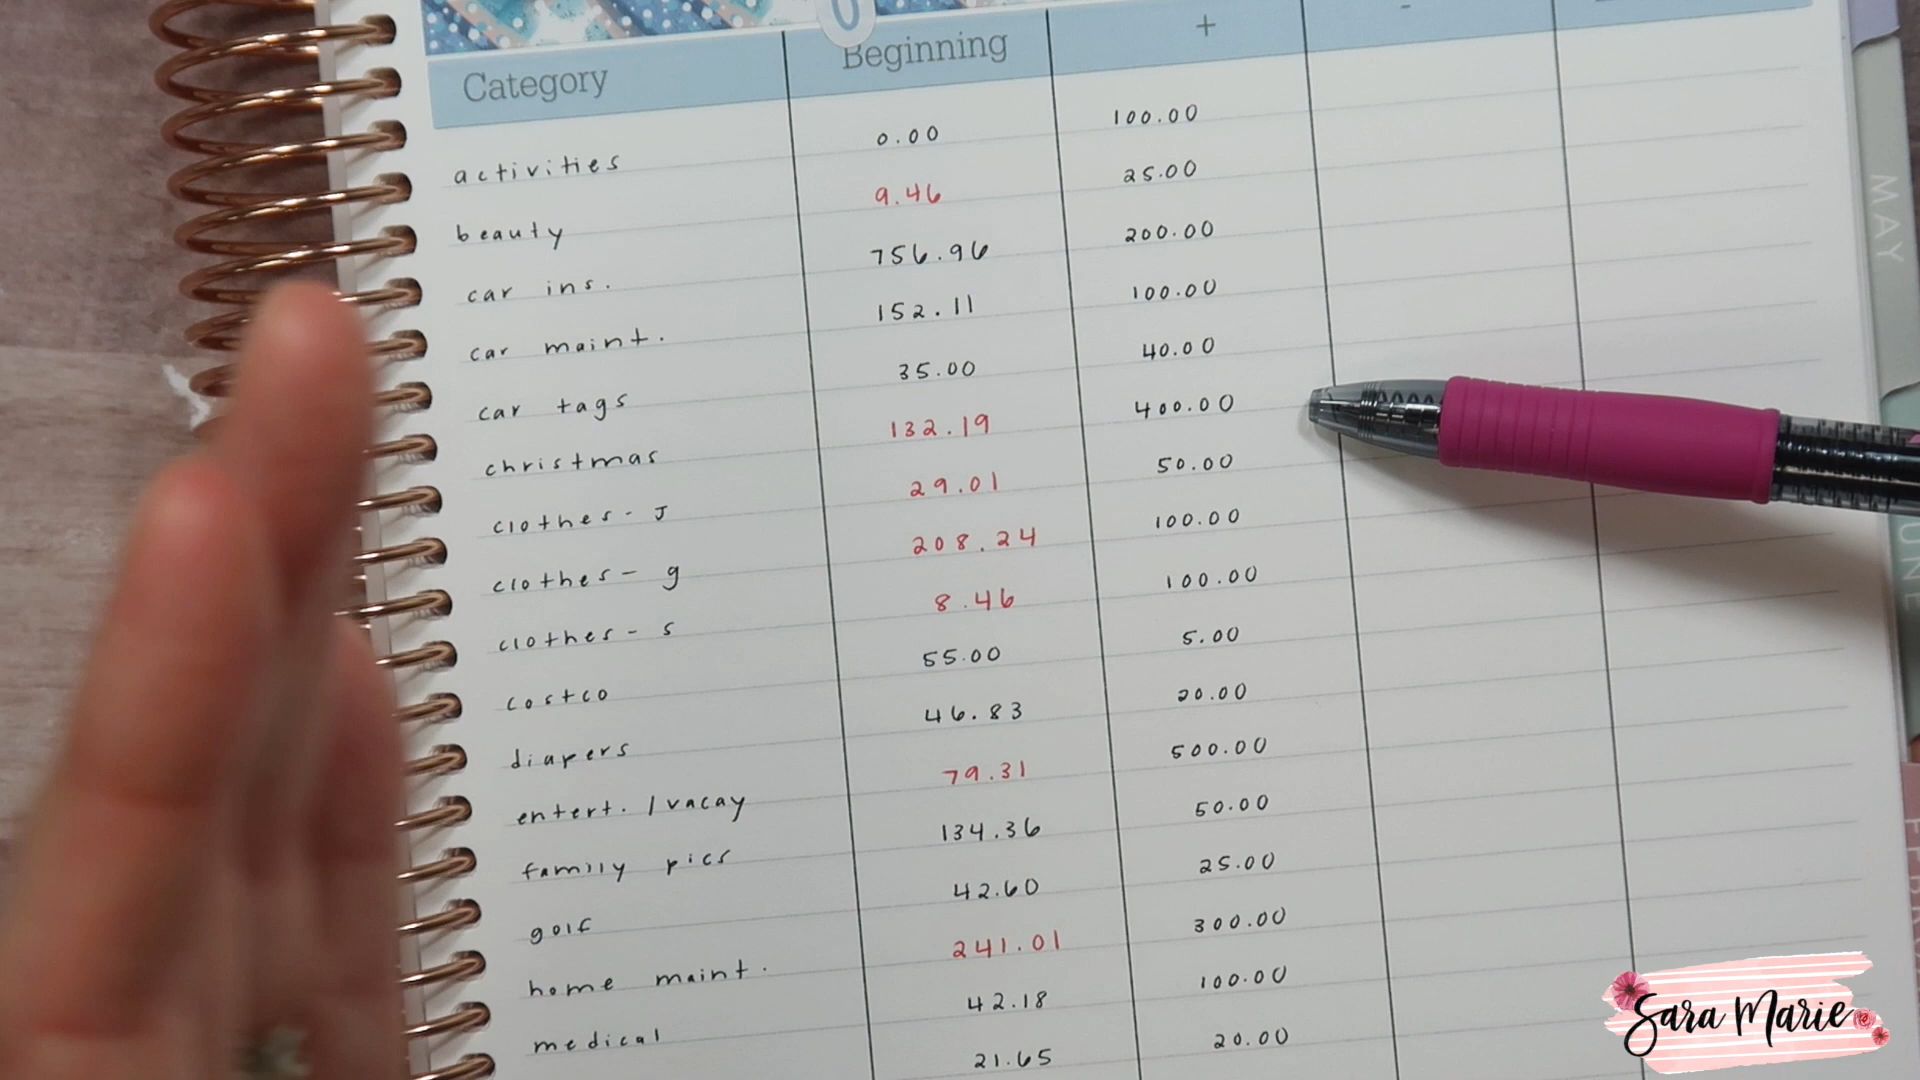 Category Beginning + -
activities 0.00 100.00
beauty 9.46 25.00
car ins. 756.96 200.00
car maint. 152.11 100.00
car tags 35.00 40.00
christmas 132.19 400.00
clothes - J 29.01 50.00
clothes - g 208.24 100.00
clothes - s 8.46 100.00
costco 55.00 5.00
diapers 46.83 20.00
entert. /vacay 79.31 500.00
family pics 134.36 50.00
golf 42.60 25.00
home maint. 241.01 300.00
medical 42.18 100.00
21.65 20.00
MAY
UNE
Sara Marie